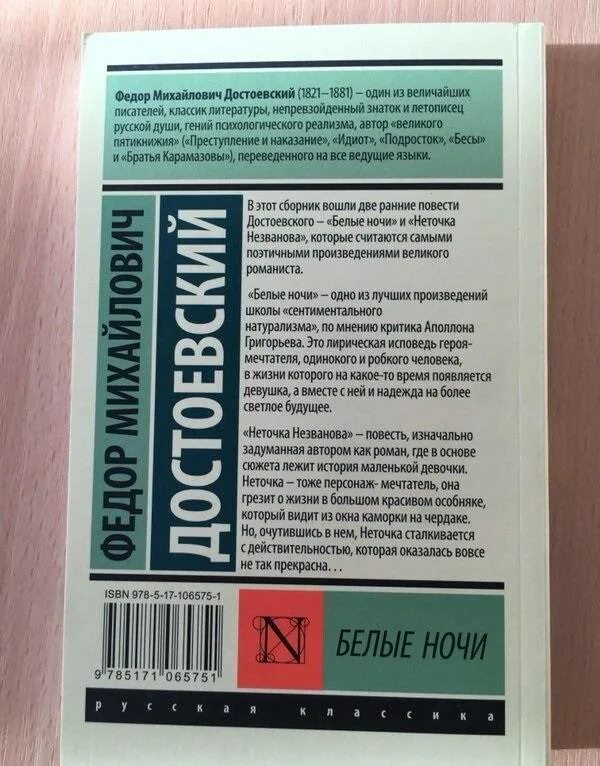 Федор Михайлович Достоевский (1821–1881) – один из величайших
писателей, классик литературы, непревзойденный знаток и летописец
русской души, гений психологического реализма, автор «великого
пятикнижия» («Преступление и наказание», «Идиот», «Подросток», «Бесы»
и «Братья Карамазовы»), переведенного на все ведущие языки.
ФЕДОР МИХАЙЛОВИЧ
ДОСТОЕВСКИЙ
В этот сборник вошли две ранние повести
Достоевского – «Белые ночи» и «Неточка
Незванова», которые считаются самыми
поэтичными произведениями великого
романиста.
«Белые ночи» – одно из лучших произведений
школы «сентиментального
натурализма», по мнению критика Аполлона
Григорьева. Это лирическая исповедь героя-
мечтателя, одинокого и робкого человека,
в жизни которого на какое-то время появляется
девушка, а вместе с ней и надежда на более
светлое будущее.
«Неточка Незванова» – повесть, изначально
задуманная автором как роман, где в основе
сюжета лежит история маленькой девочки.
Неточка – тоже персонаж- мечтатель, она
грезит о жизни в большом красивом особняке,
который видит из окна каморки на чердаке.
Но, очутившись в нем, Неточка сталкивается
с действительностью, которая оказалась вовсе
не так прекрасна…
ISBN 978-5-17-106575-1
9 785171 065751
N
БЕЛЫЕ НОЧИ
русская классика